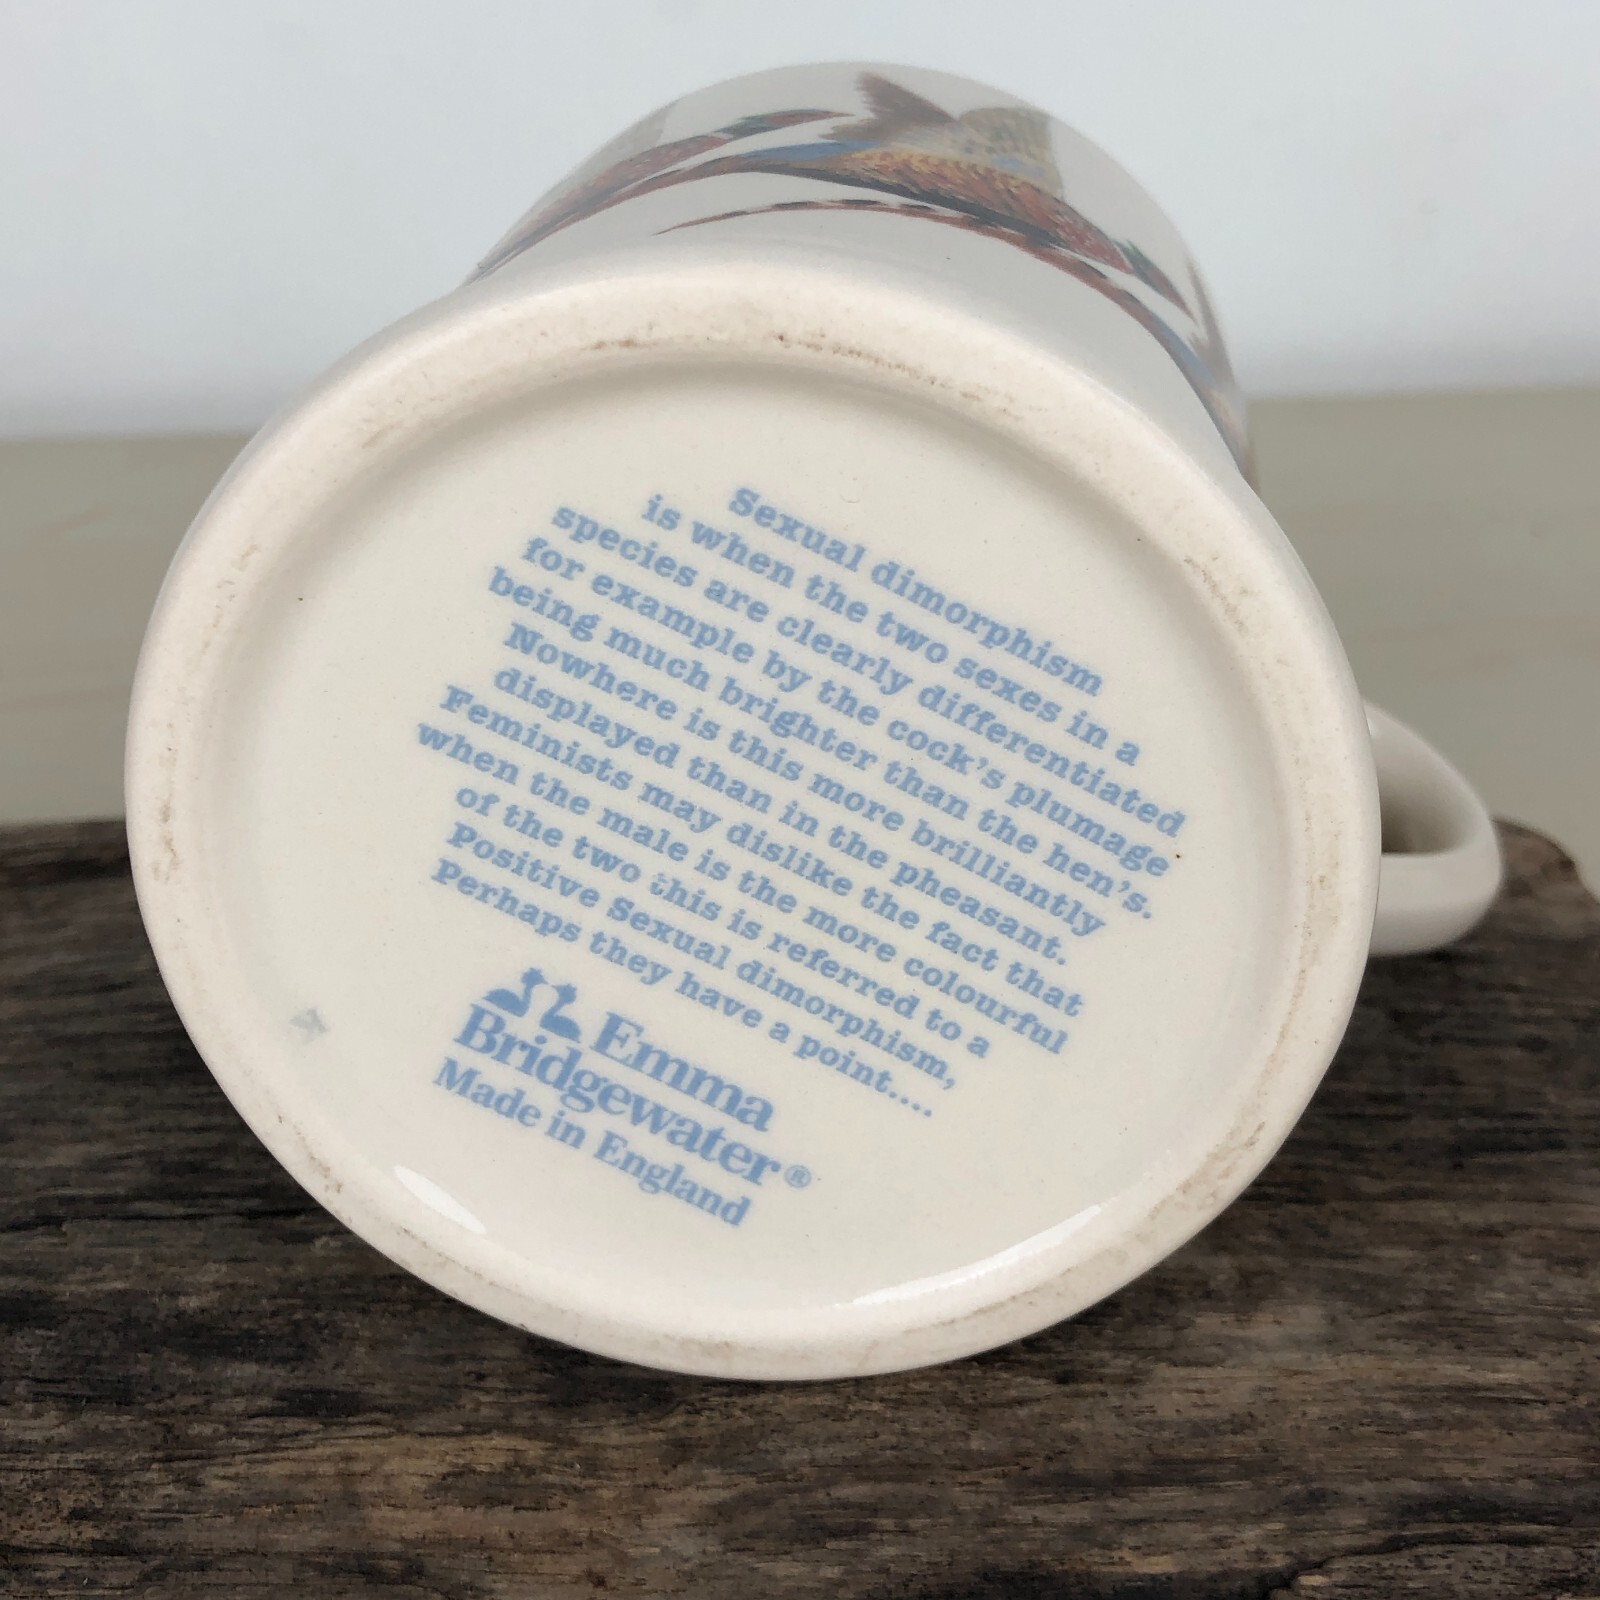 Sexual dimorphism
is when the two sexes in a
species are clearly differentiated
for example by the cock's plumage
being much brighter than the hen's.
Nowhere is this more brilliantly
displayed than in the pheasant.
Feminists may dislike the fact that
when the male is the more colourful
of the two this is referred to a
Positive Sexual dimorphism,
Perhaps they have a point....
Emma
Bridgewater®
Made in England
K